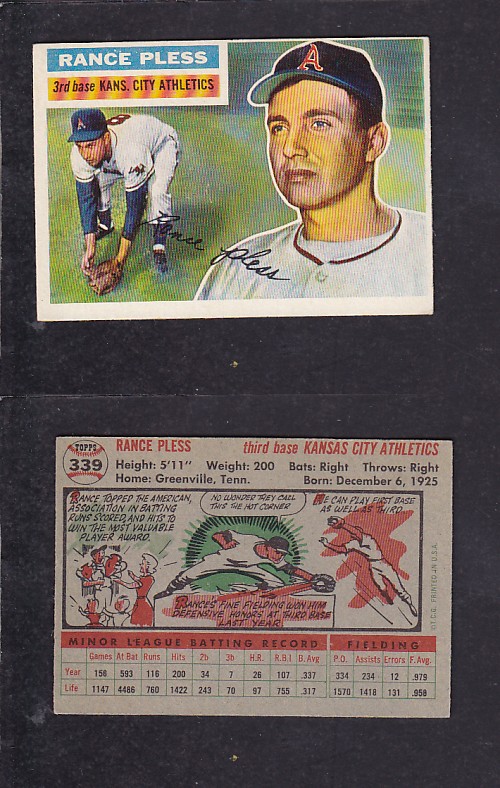 RANCE PLESS
3rd base KANS. CITY ATHLETICS
A
A
Rance Pless
TOPPS
339
RANCE PLESS third base KANSAS CITY ATHLETICS
Height: 5'11" Weight: 200 Bats: Right Throws: Right
Home: Greenville, Tenn. Born: December 6, 1925
RANCE TOPPED THE AMERICAN
ASSOCIATION IN BATTING
RUNS SCORED, AND HITS TO
WIN THE MOST VALUABLE
PLAYER AWARD.
NO WONDER THEY CALL
THIS THE HOT CORNER
RANCE'S FINE FIELDING WON HIM
DEFENSIVE HONORS AT THIRD BASE
LAST YEAR.
HE CAN PLAY FIRST BASE
AS WELL AS THIRD.
©T.C.G. PRINTED IN U.S.A.
MINOR LEAGUE BATTING RECORD FIELDING
Games At Bat Runs Hits 2b 3b H.R. R.B.I B.Avg P.O. Assists Errors F.Avg.
Year 156 593 116 200 34 7 26 107 .337 334 234 12 .979
Life 1147 4486 760 1422 243 70 97 755 .317 1570 1418 131 .958